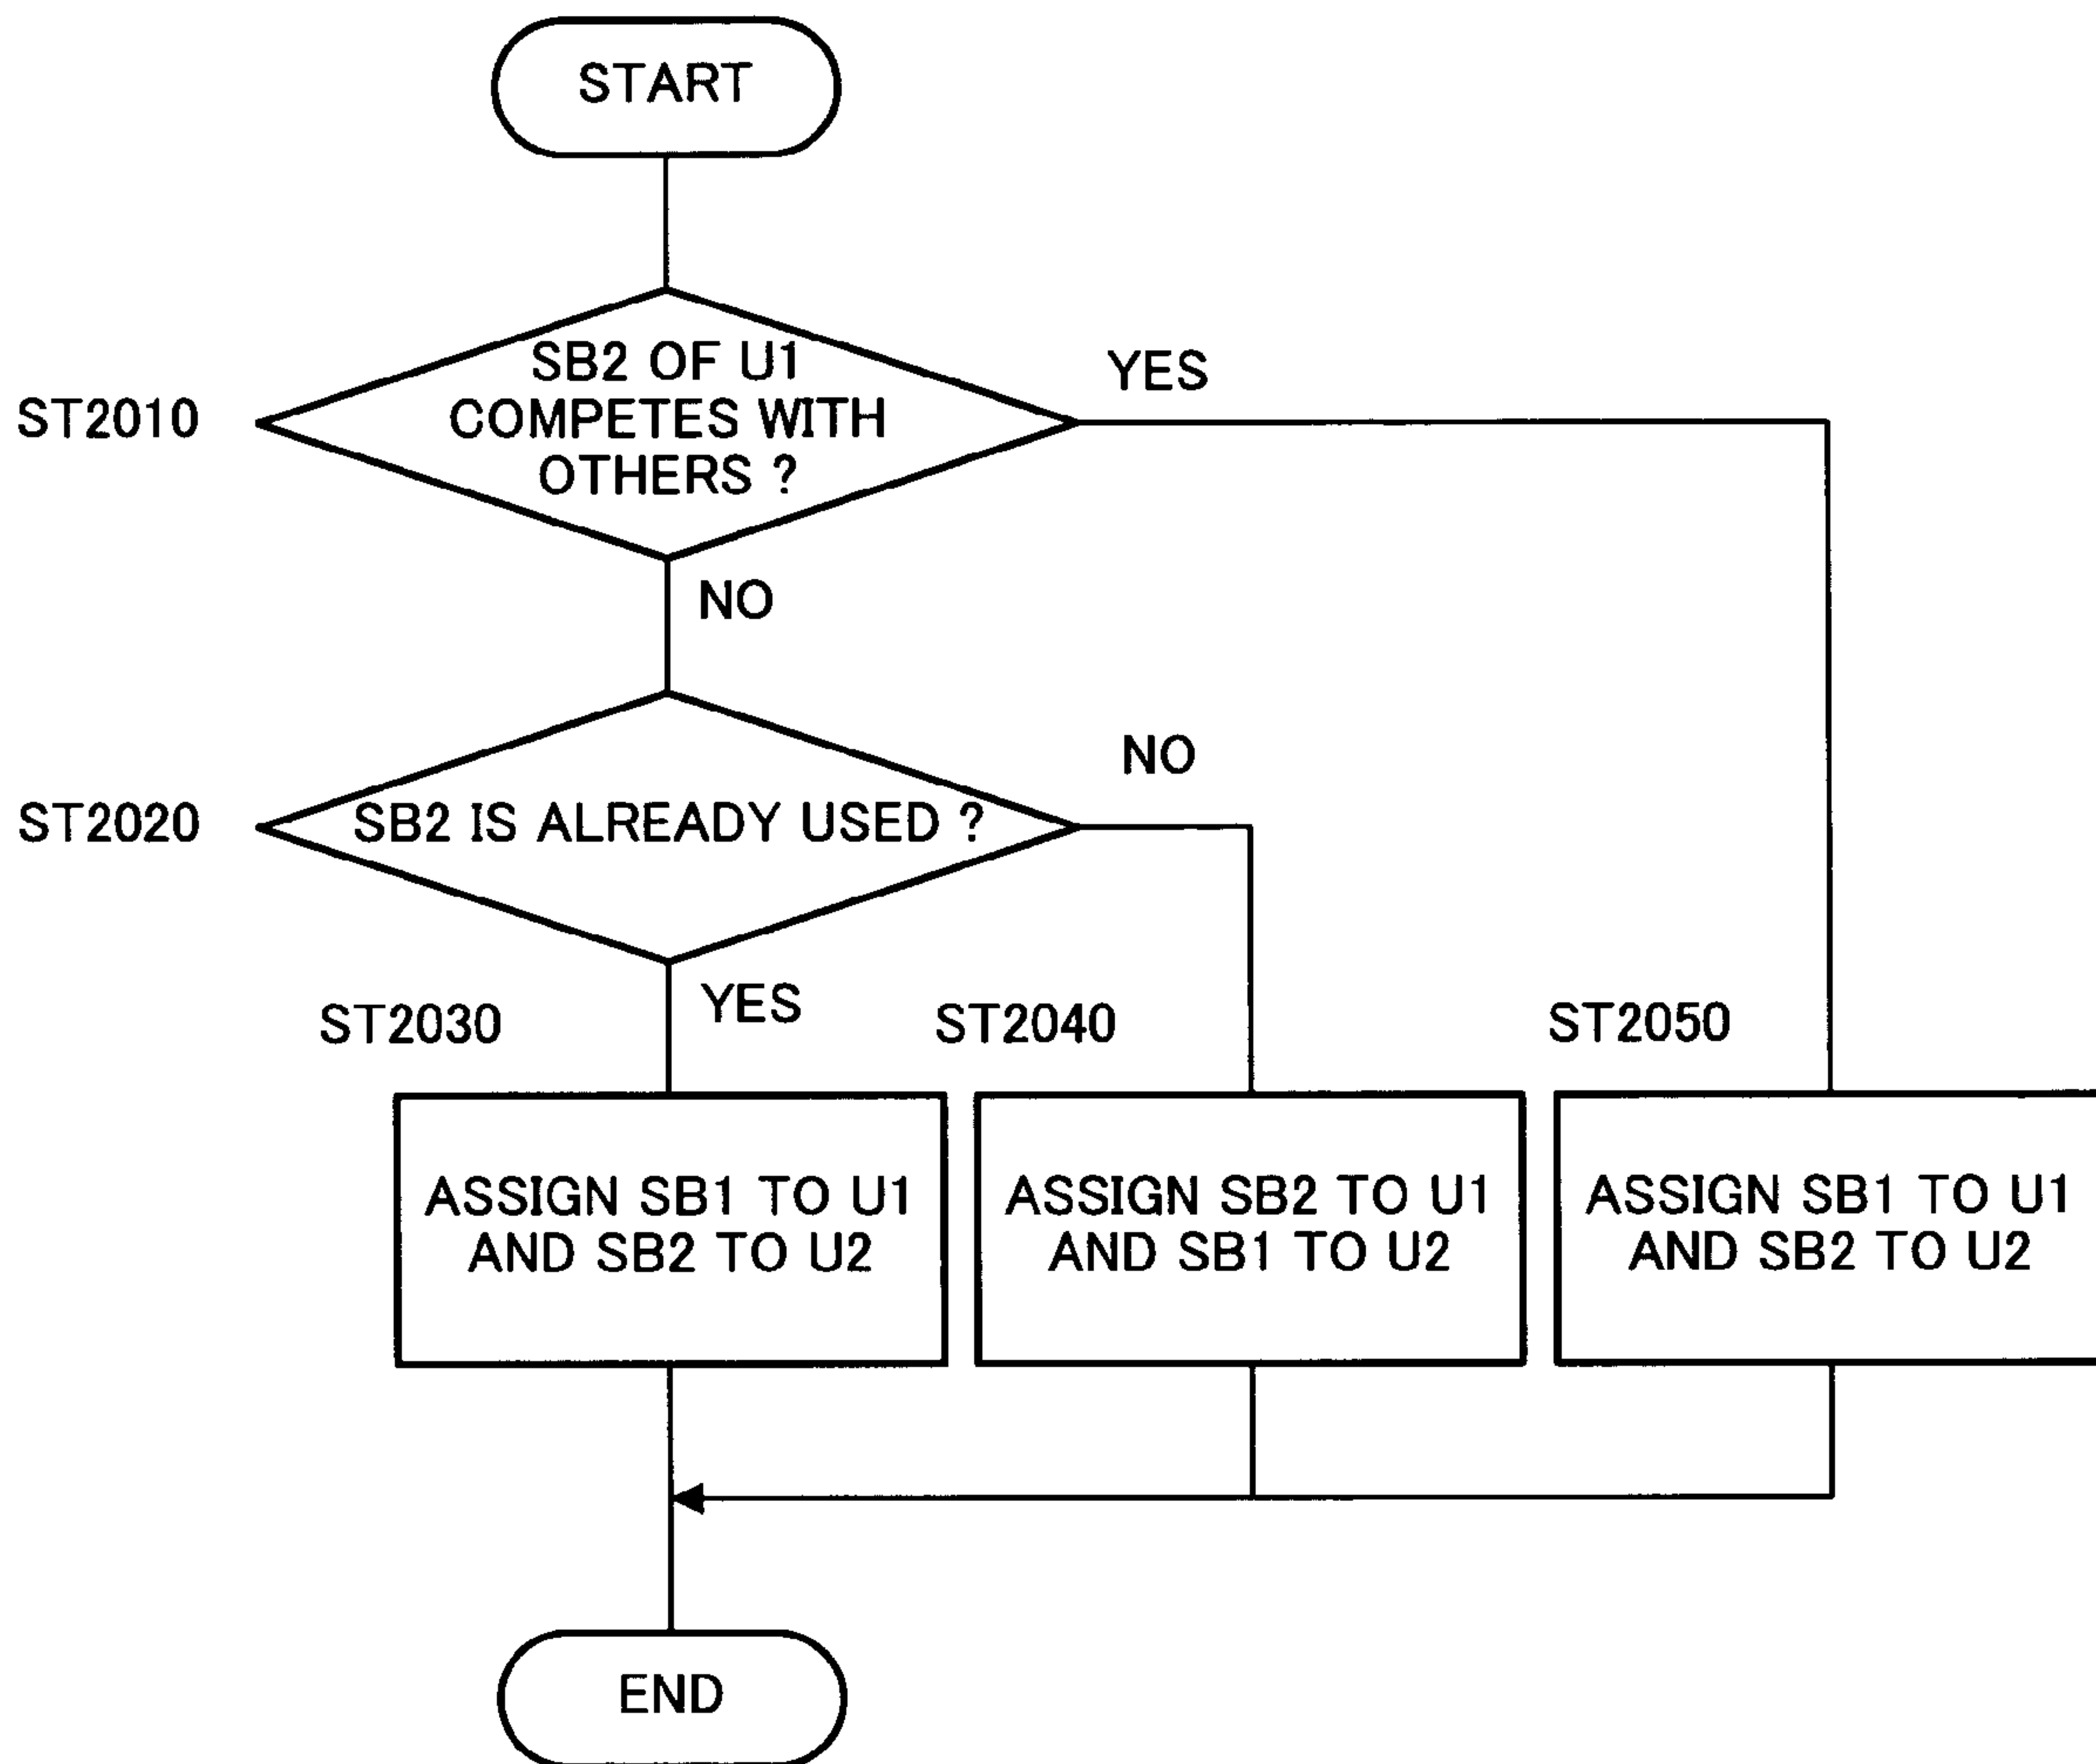 START
SB2 OF U1
COMPETES WITH
OTHERS ?
YES
ST2010
NO
NO
ST2020
SB2 IS ALREADY USED ?
YES
ST2030
ST2040
ST2050
ASSIGN SB1 TO U1
AND SB2 TO U2
ASSIGN SB2 TO U1
AND SB1 TO U2
ASSIGN SB1 TO U1
AND SB2 TO U2
END